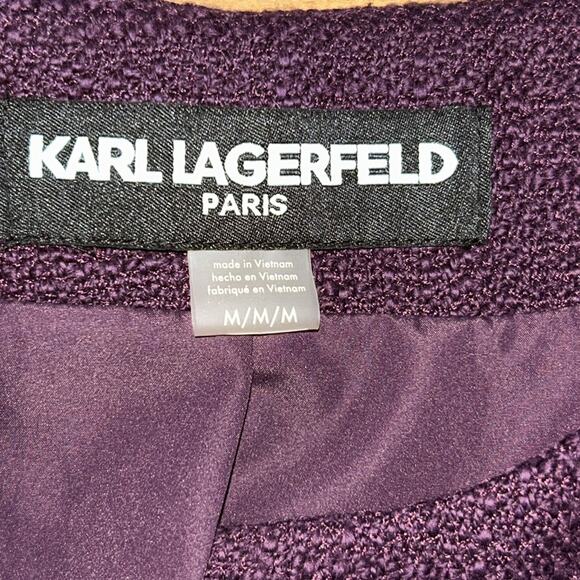 KARL LAGERFELD
PARIS
made in Vietnam
hecho en Vietnam
fabriqué en Vietnam
M/M/M